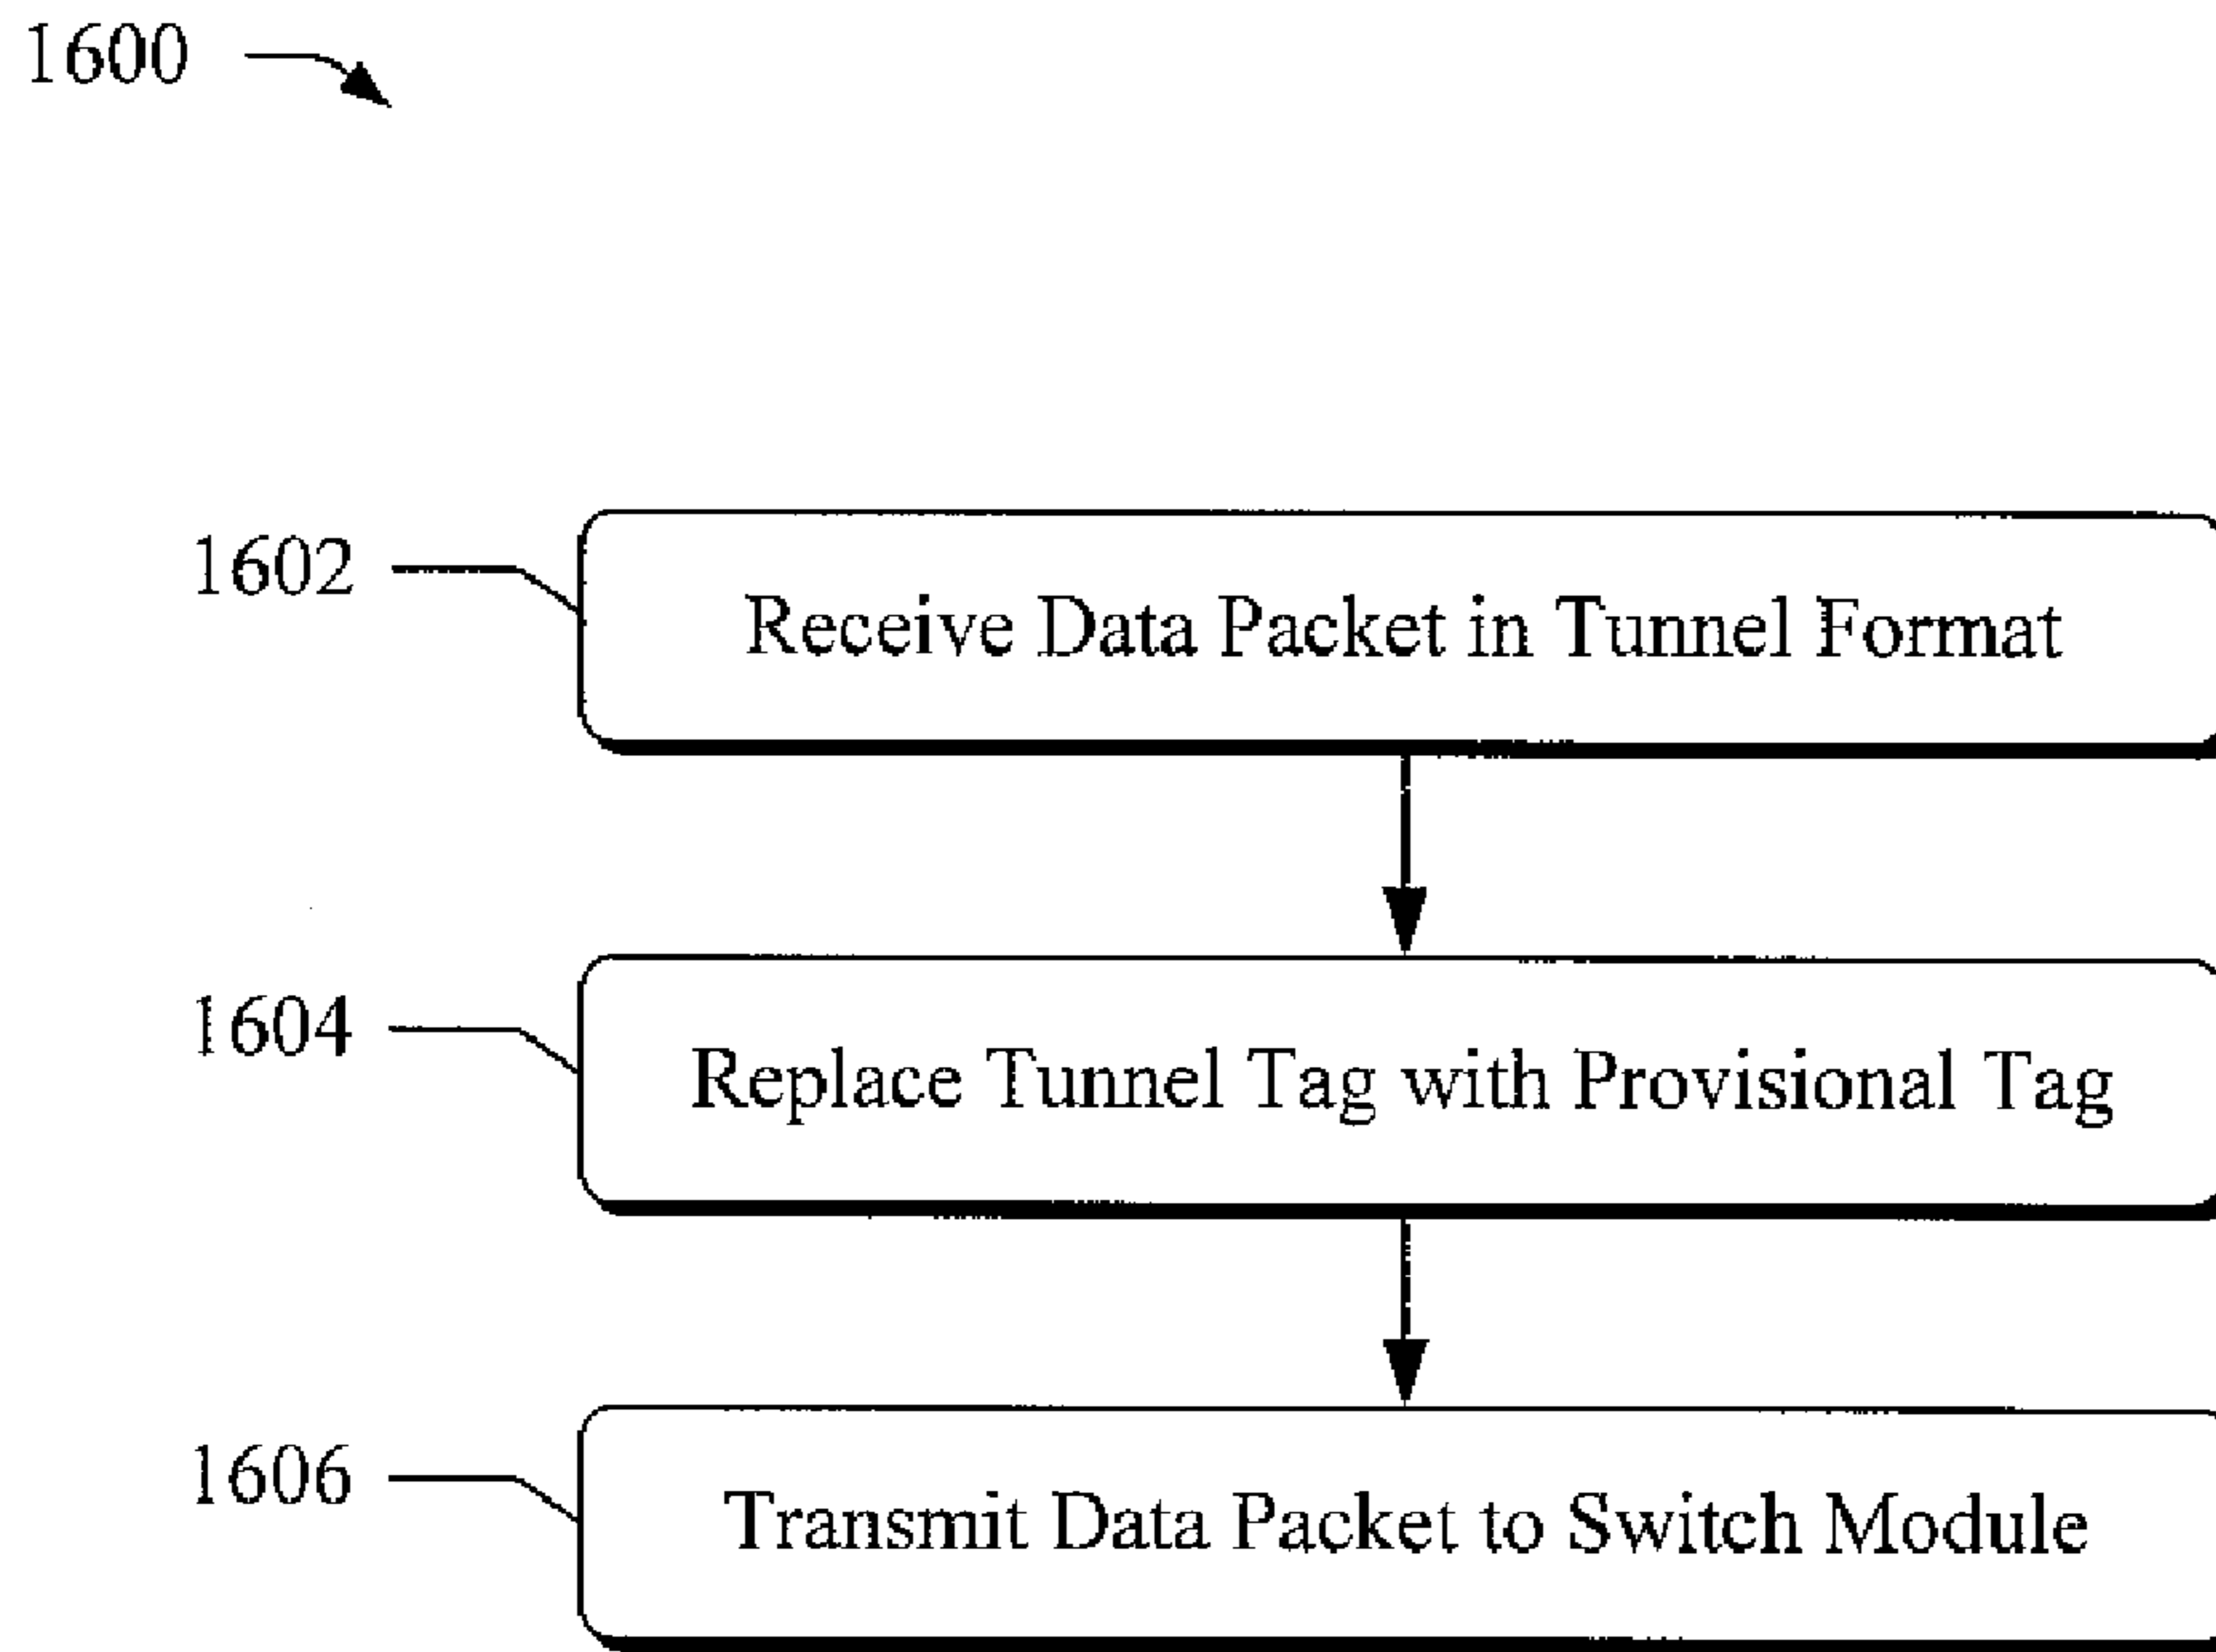 1600
1602
Receive Data Packet in Tunnel Format
1604
Replace Tunnel Tag with Provisional Tag
1606
Transmit Data Packet to Switch Module